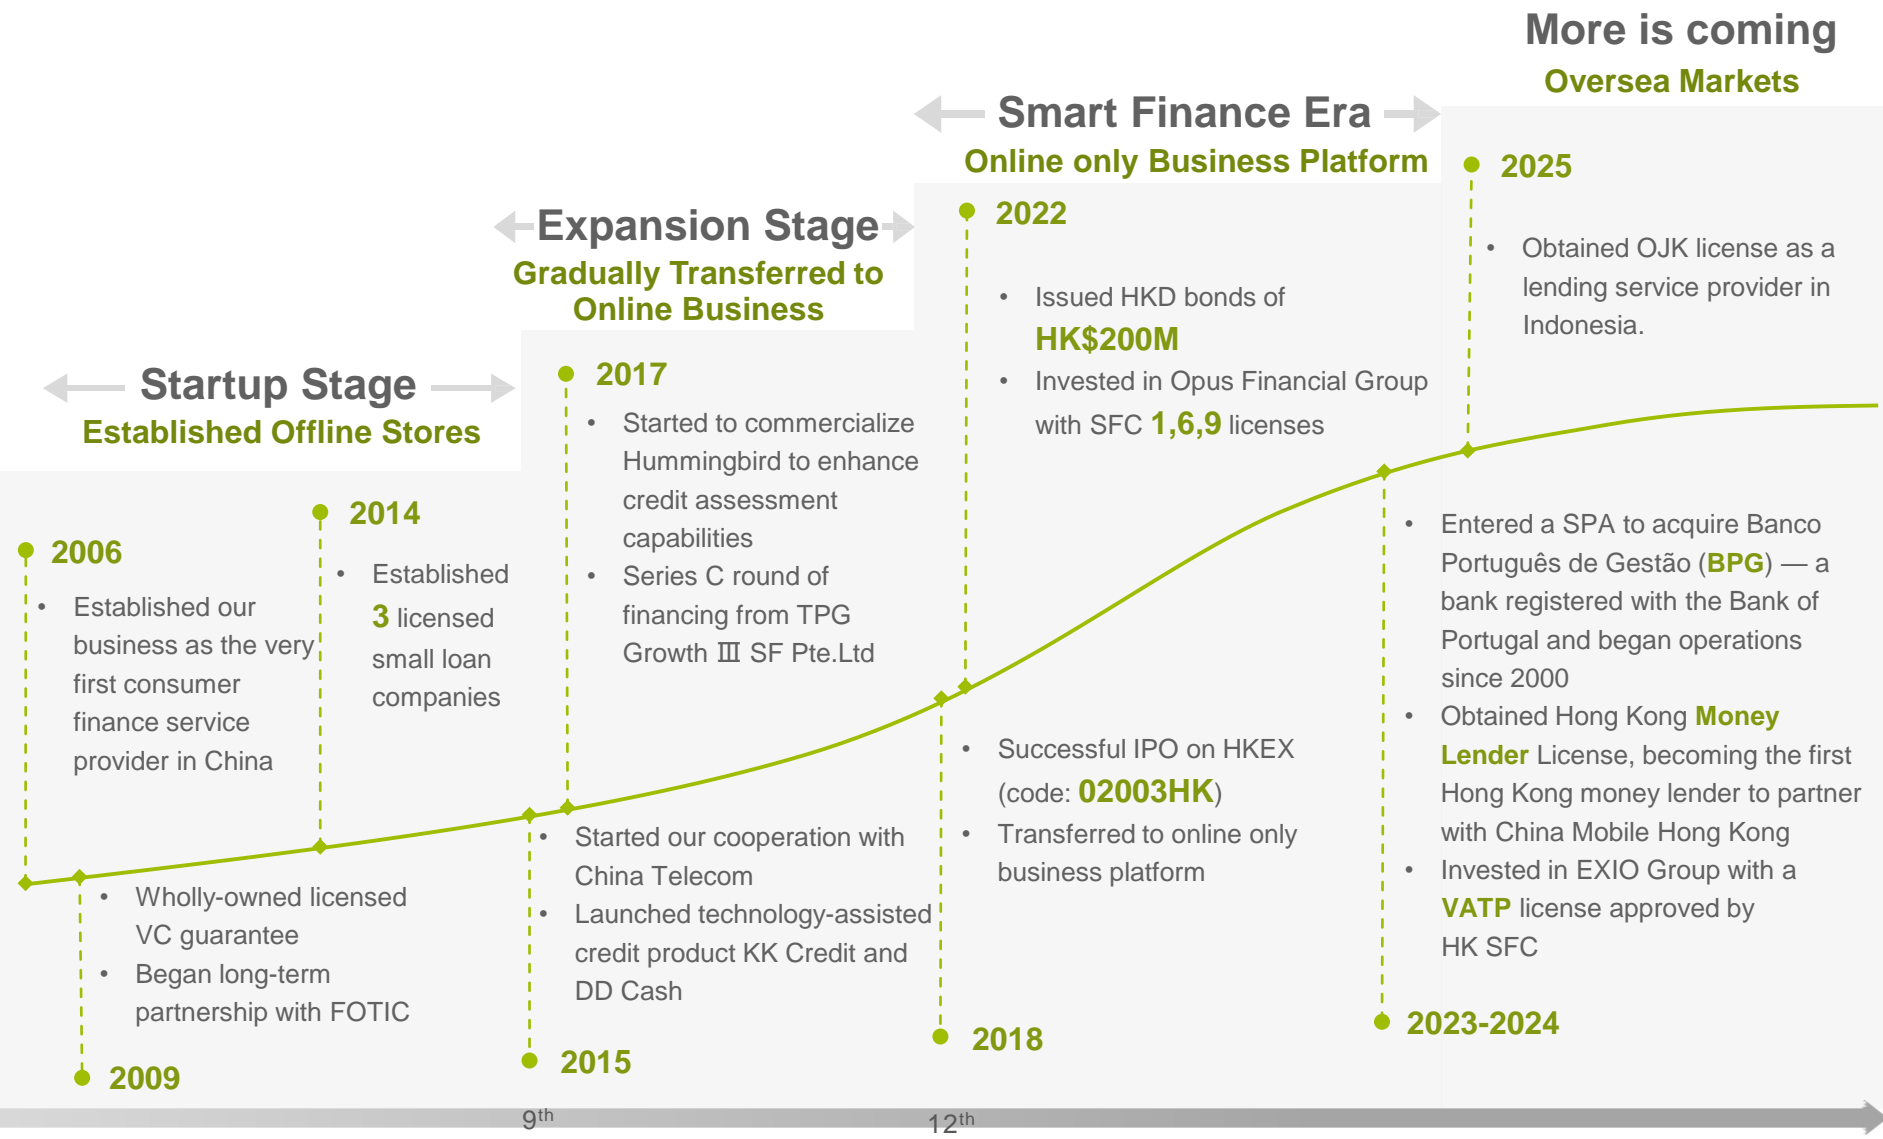 More is coming
Oversea Markets
Smart Finance Era
Online only Business Platform
Expansion Stage
Gradually Transferred to
Online Business
Startup Stage
Established Offline Stores
2006
• Established our
business as the very
first consumer
finance service
provider in China
2009
• Wholly-owned licensed
VC guarantee
• Began long-term
partnership with FOTIC
2014
• Established
3 licensed
small loan
companies
2015
• Started our cooperation with
China Telecom
• Launched technology-assisted
credit product KK Credit and
DD Cash
2017
• Started to commercialize
Hummingbird to enhance
credit assessment
capabilities
• Series C round of
financing from TPG
Growth Ⅲ SF Pte.Ltd
2018
• Successful IPO on HKEX
(code: 02003HK)
• Transferred to online only
business platform
2022
• Issued HKD bonds of
HK$200M
• Invested in Opus Financial Group
with SFC 1,6,9 licenses
2023-2024
• Entered a SPA to acquire Banco
Português de Gestão (BPG) — a
bank registered with the Bank of
Portugal and began operations
since 2000
• Obtained Hong Kong Money
Lender License, becoming the first
Hong Kong money lender to partner
with China Mobile Hong Kong
• Invested in EXIO Group with a
VATP license approved by
HK SFC
2025
• Obtained OJK license as a
lending service provider in
Indonesia.
9th
12th